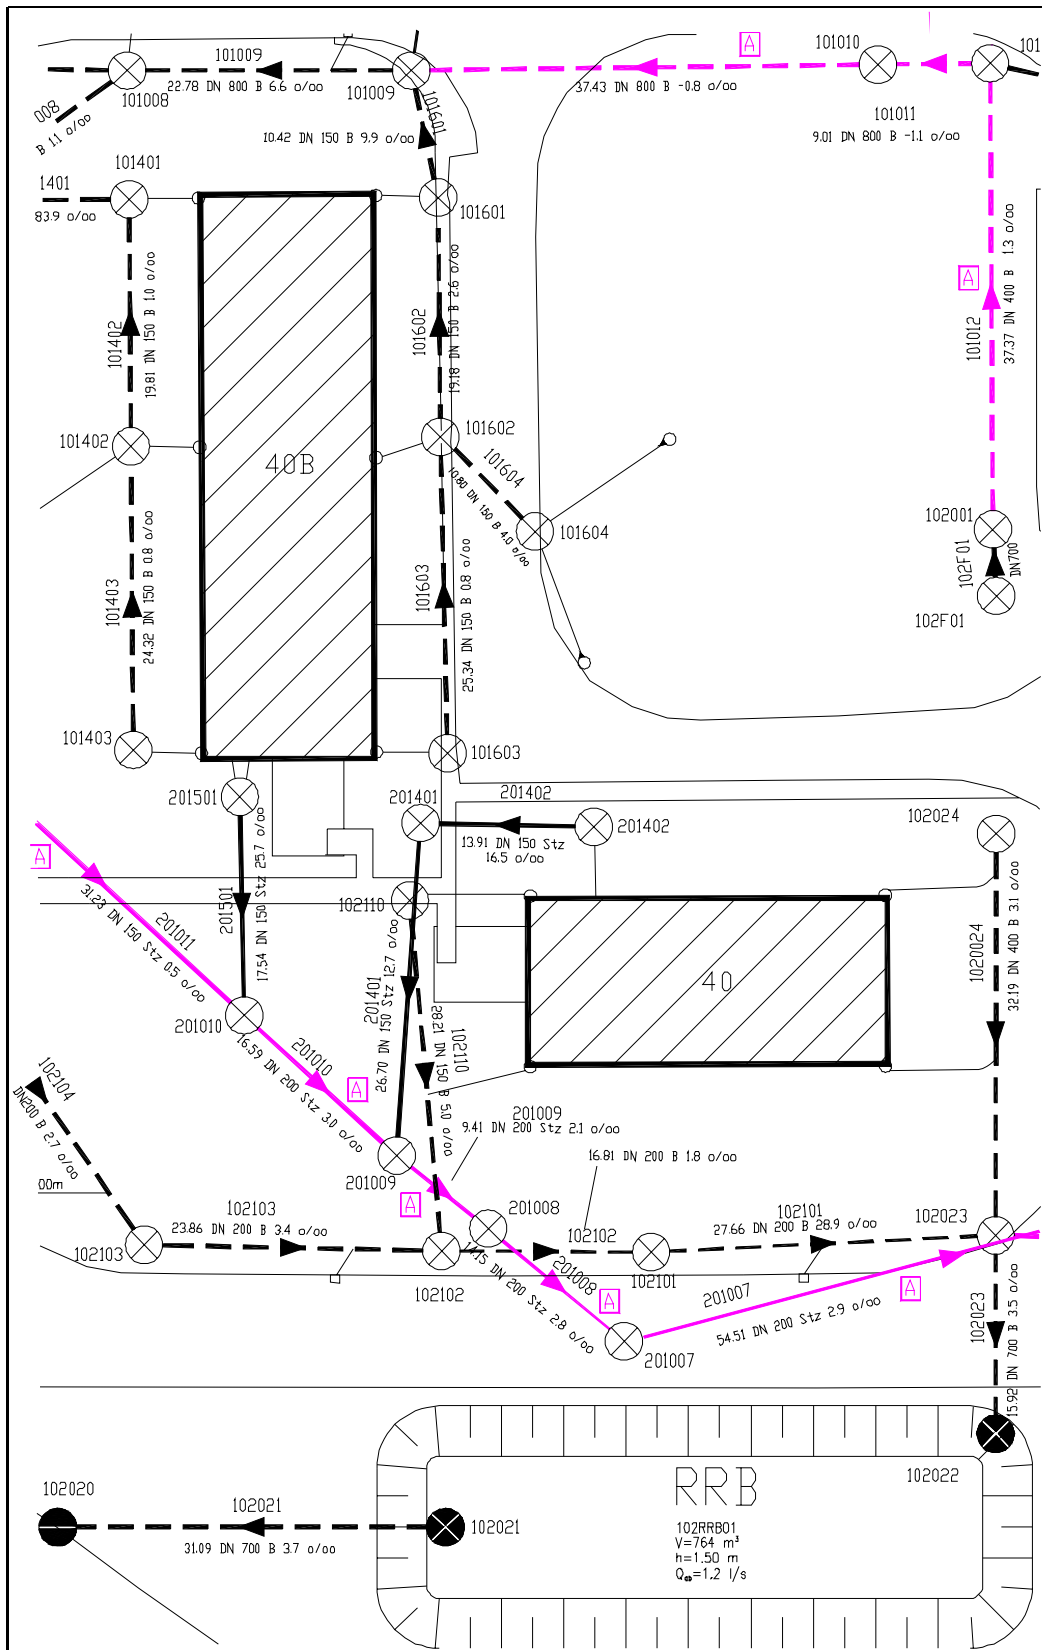 101009
22.78 DN 800 B 6.6 o/oo
101008
101009
A
37.43 DN 800 B -0.8 o/oo
101010
101
101011
9.01 DN 800 B -1.1 o/oo
008
B 11 o/oo
101601
10.42 DN 150 B 9.9 o/oo
101401
1401
83.9 o/oo
101601
101402
19.81 DN 150 B 1.0 o/oo
101602
19.18 DN 150 B 2.6 o/oo
A
101012
37.37 DN 400 B 1.3 o/oo
101402
40B
101602
101604
10.80 DN 150 B 4.0 o/oo
101604
102001
102F01
DN700
102F01
101403
24.32 DN 150 B 0.8 o/oo
101603
25.34 DN 150 B 0.8 o/oo
101403
101603
201501
201401
201402
13.91 DN 150 Stz
16.5 o/oo
201402
102024
A
31.23 DN 150 Stz 0.5 o/oo
201011
201501
17.54 DN 150 Stz 25.7 o/oo
102110
201401
26.70 DN 150 Stz 12.7 o/oo
28.21 DN 150 B 5.0 o/oo
102110
40
1020024
32.19 DN 400 B 3.1 o/oo
201010
201010
16.59 DN 200 Stz 3.0 o/oo
A
102104
DN200 B 2.7 o/oo
201009
9.41 DN 200 Stz 2.1 o/oo
16.81 DN 200 B 1.8 o/oo
201009
A
00m
102103
23.86 DN 200 B 3.4 o/oo
102103
201008
102102
102101
27.66 DN 200 B 28.9 o/oo
102023
102102
201008
17.15 DN 200 Stz 2.8 o/oo
A
102101
201007
54.51 DN 200 Stz 2.9 o/oo
A
201007
102023
15.92 DN 700 B 3.5 o/oo
102022
102020
102021
31.09 DN 700 B 3.7 o/oo
102021
RRB
102RRB01
V=764 m³
h=1.50 m
=1,2 l/s